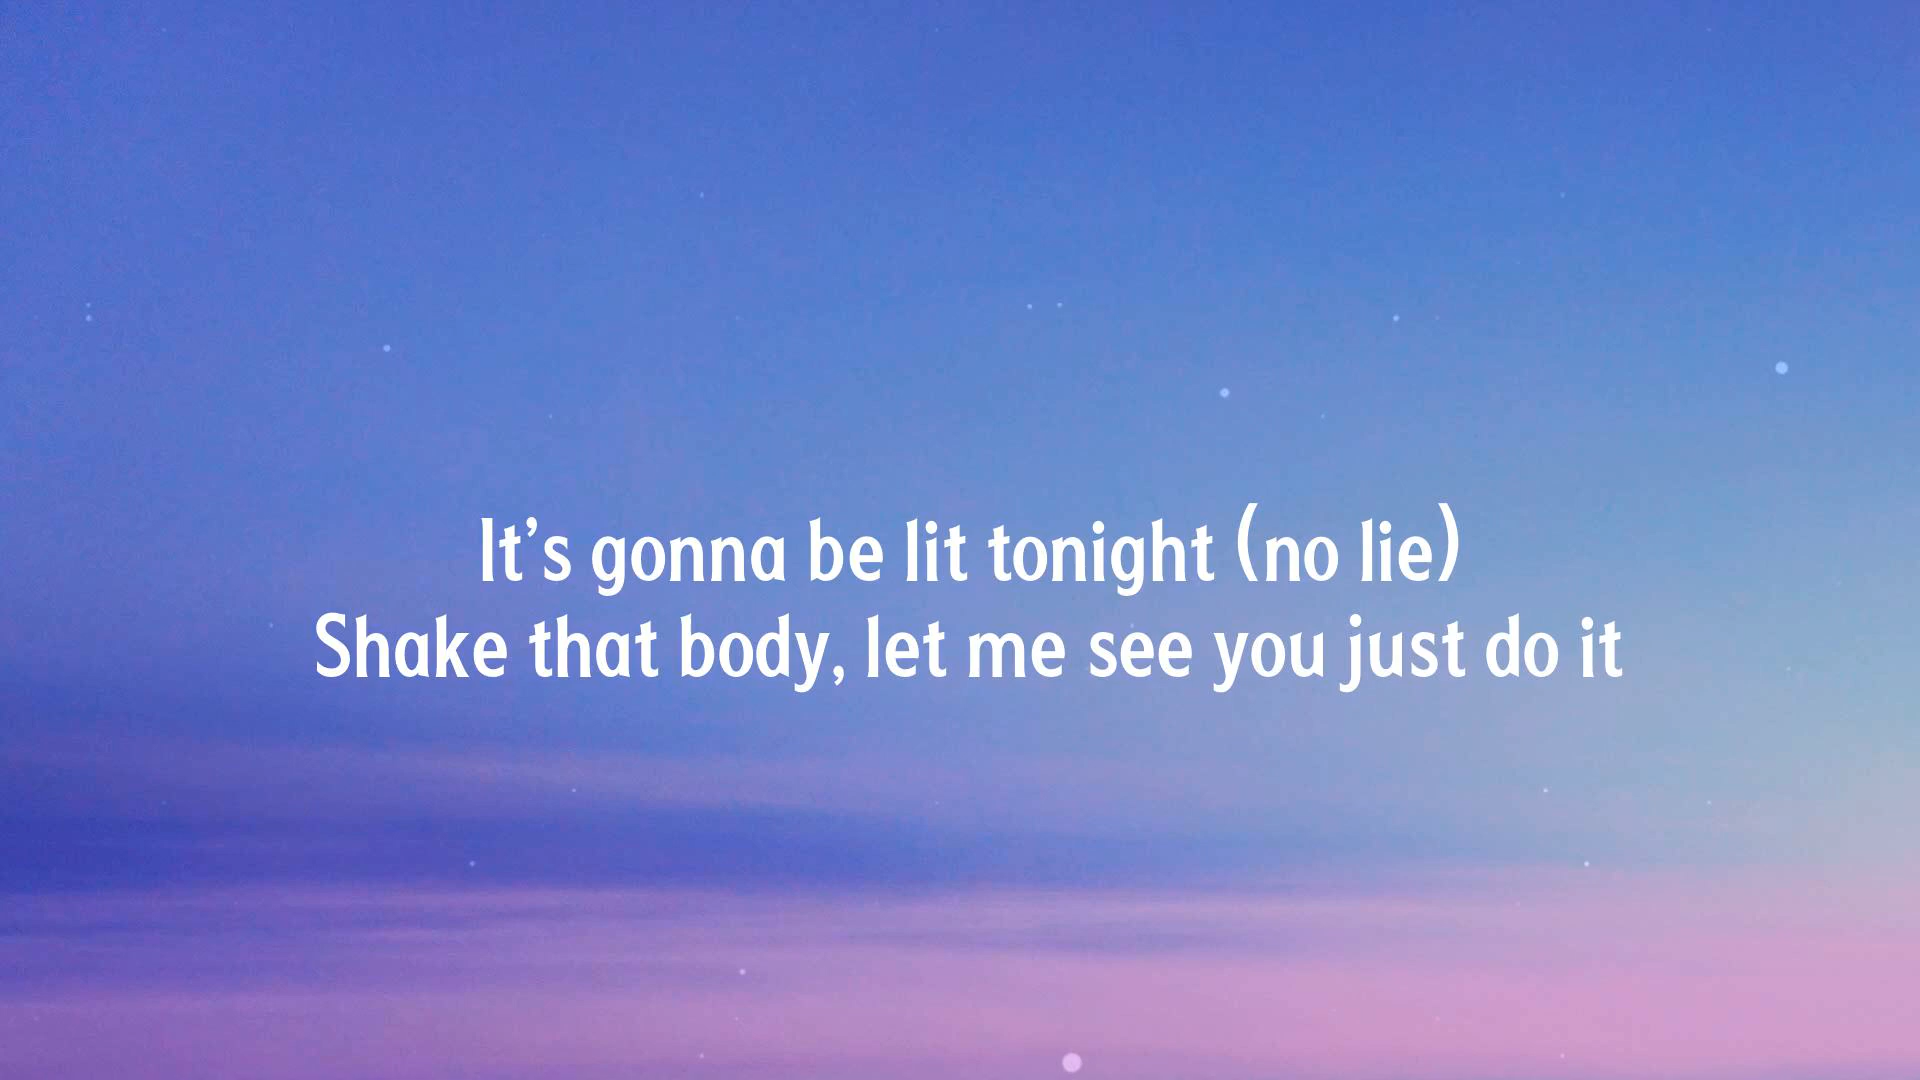 It’s gonna be lit tonight (no lie)
Shake that body, let me see you just do it